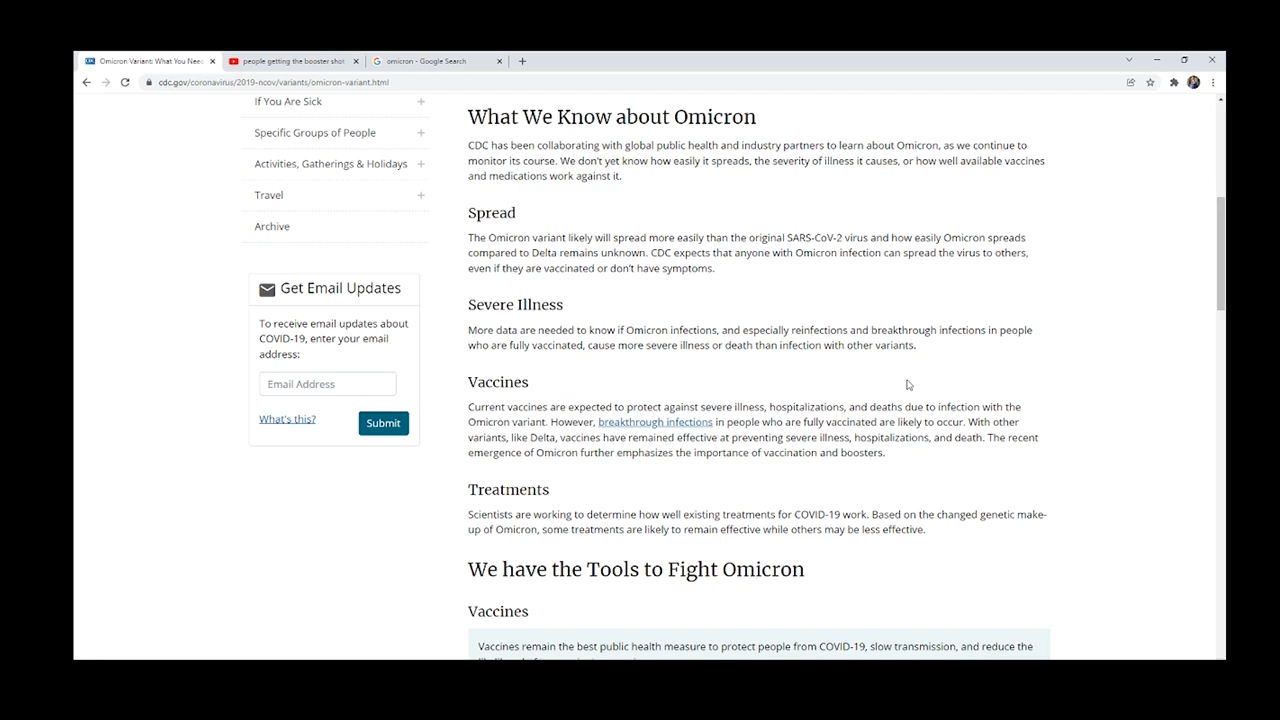 Omicron Variant: What You Need
people getting the booster shot
omicron - Google Search
cdc.gov/coronavirus/2019-ncov/variants/omicron-variant.html
If You Are Sick
Specific Groups of People
Activities, Gatherings & Holidays
Travel
Archive
Get Email Updates
To receive email updates about
COVID-19, enter your email
address:
Email Address
What's this?
Submit
What We Know about Omicron
CDC has been collaborating with global public health and industry partners to learn about Omicron, as we continue to
monitor its course. We don't yet know how easily it spreads, the severity of illness it causes, or how well available vaccines
and medications work against it.
Spread
The Omicron variant likely will spread more easily than the original SARS-CoV-2 virus and how easily Omicron spreads
compared to Delta remains unknown. CDC expects that anyone with Omicron infection can spread the virus to others,
even if they are vaccinated or don't have symptoms.
Severe Illness
More data are needed to know if Omicron infections, and especially reinfections and breakthrough infections in people
who are fully vaccinated, cause more severe illness or death than infection with other variants.
Vaccines
Current vaccines are expected to protect against severe illness, hospitalizations, and deaths due to infection with the
Omicron variant. However, breakthrough infections in people who are fully vaccinated are likely to occur. With other
variants, like Delta, vaccines have remained effective at preventing severe illness, hospitalizations, and death. The recent
emergence of Omicron further emphasizes the importance of vaccination and boosters.
Treatments
Scientists are working to determine how well existing treatments for COVID-19 work. Based on the changed genetic make-
up of Omicron, some treatments are likely to remain effective while others may be less effective.
We have the Tools to Fight Omicron
Vaccines
Vaccines remain the best public health measure to protect people from COVID-19, slow transmission, and reduce the